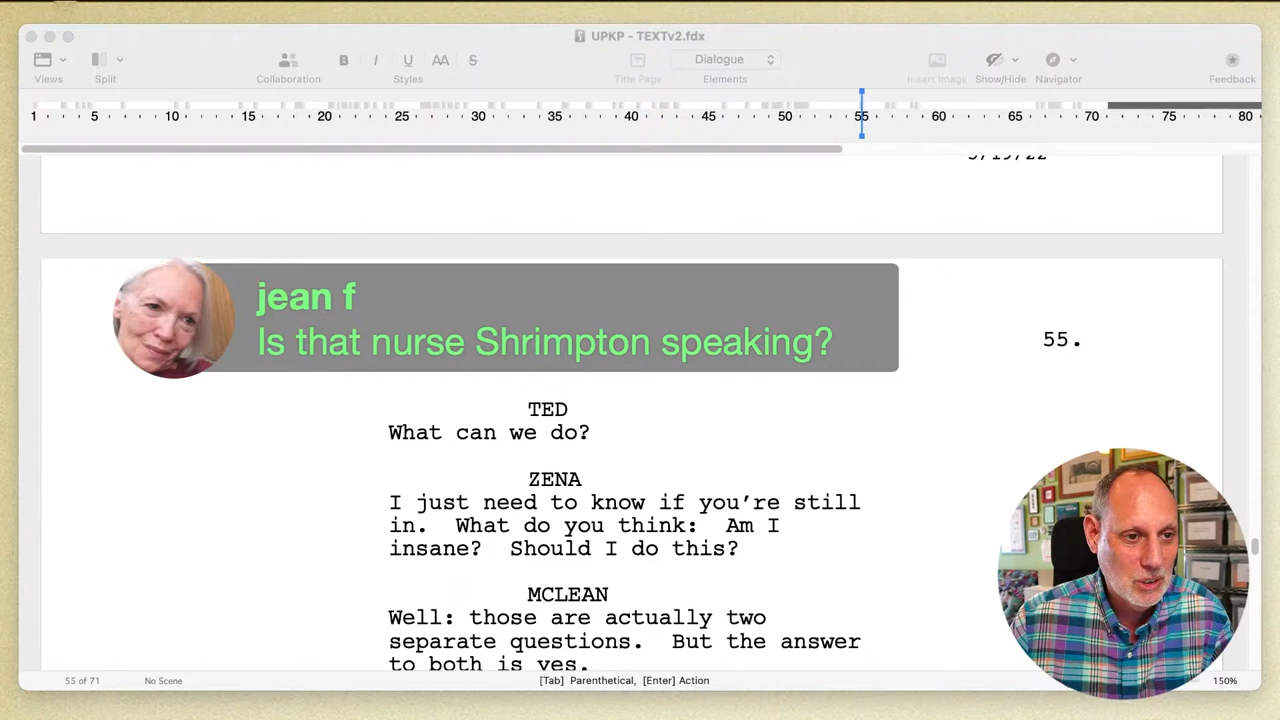 UPKP - TEXTv2.fdx
B I U AA S
Dialogue
Views Split Collaboration Styles Title Page Elements Insert Image Show/Hide Navigator Feedback
1 5 10 15 20 25 30 35 40 45 50 55 60 65 70 75 80
3/19/22
jean f
Is that nurse Shrimpton speaking?
55.
TED
What can we do?
ZENA
I just need to know if you’re still
in. What do you think: Am I
insane? Should I do this?
MCLEAN
Well: those are actually two
separate questions. But the answer
to both is yes.
55 of 71 No Scene [Tab] Parenthetical, [Enter] Action 150%